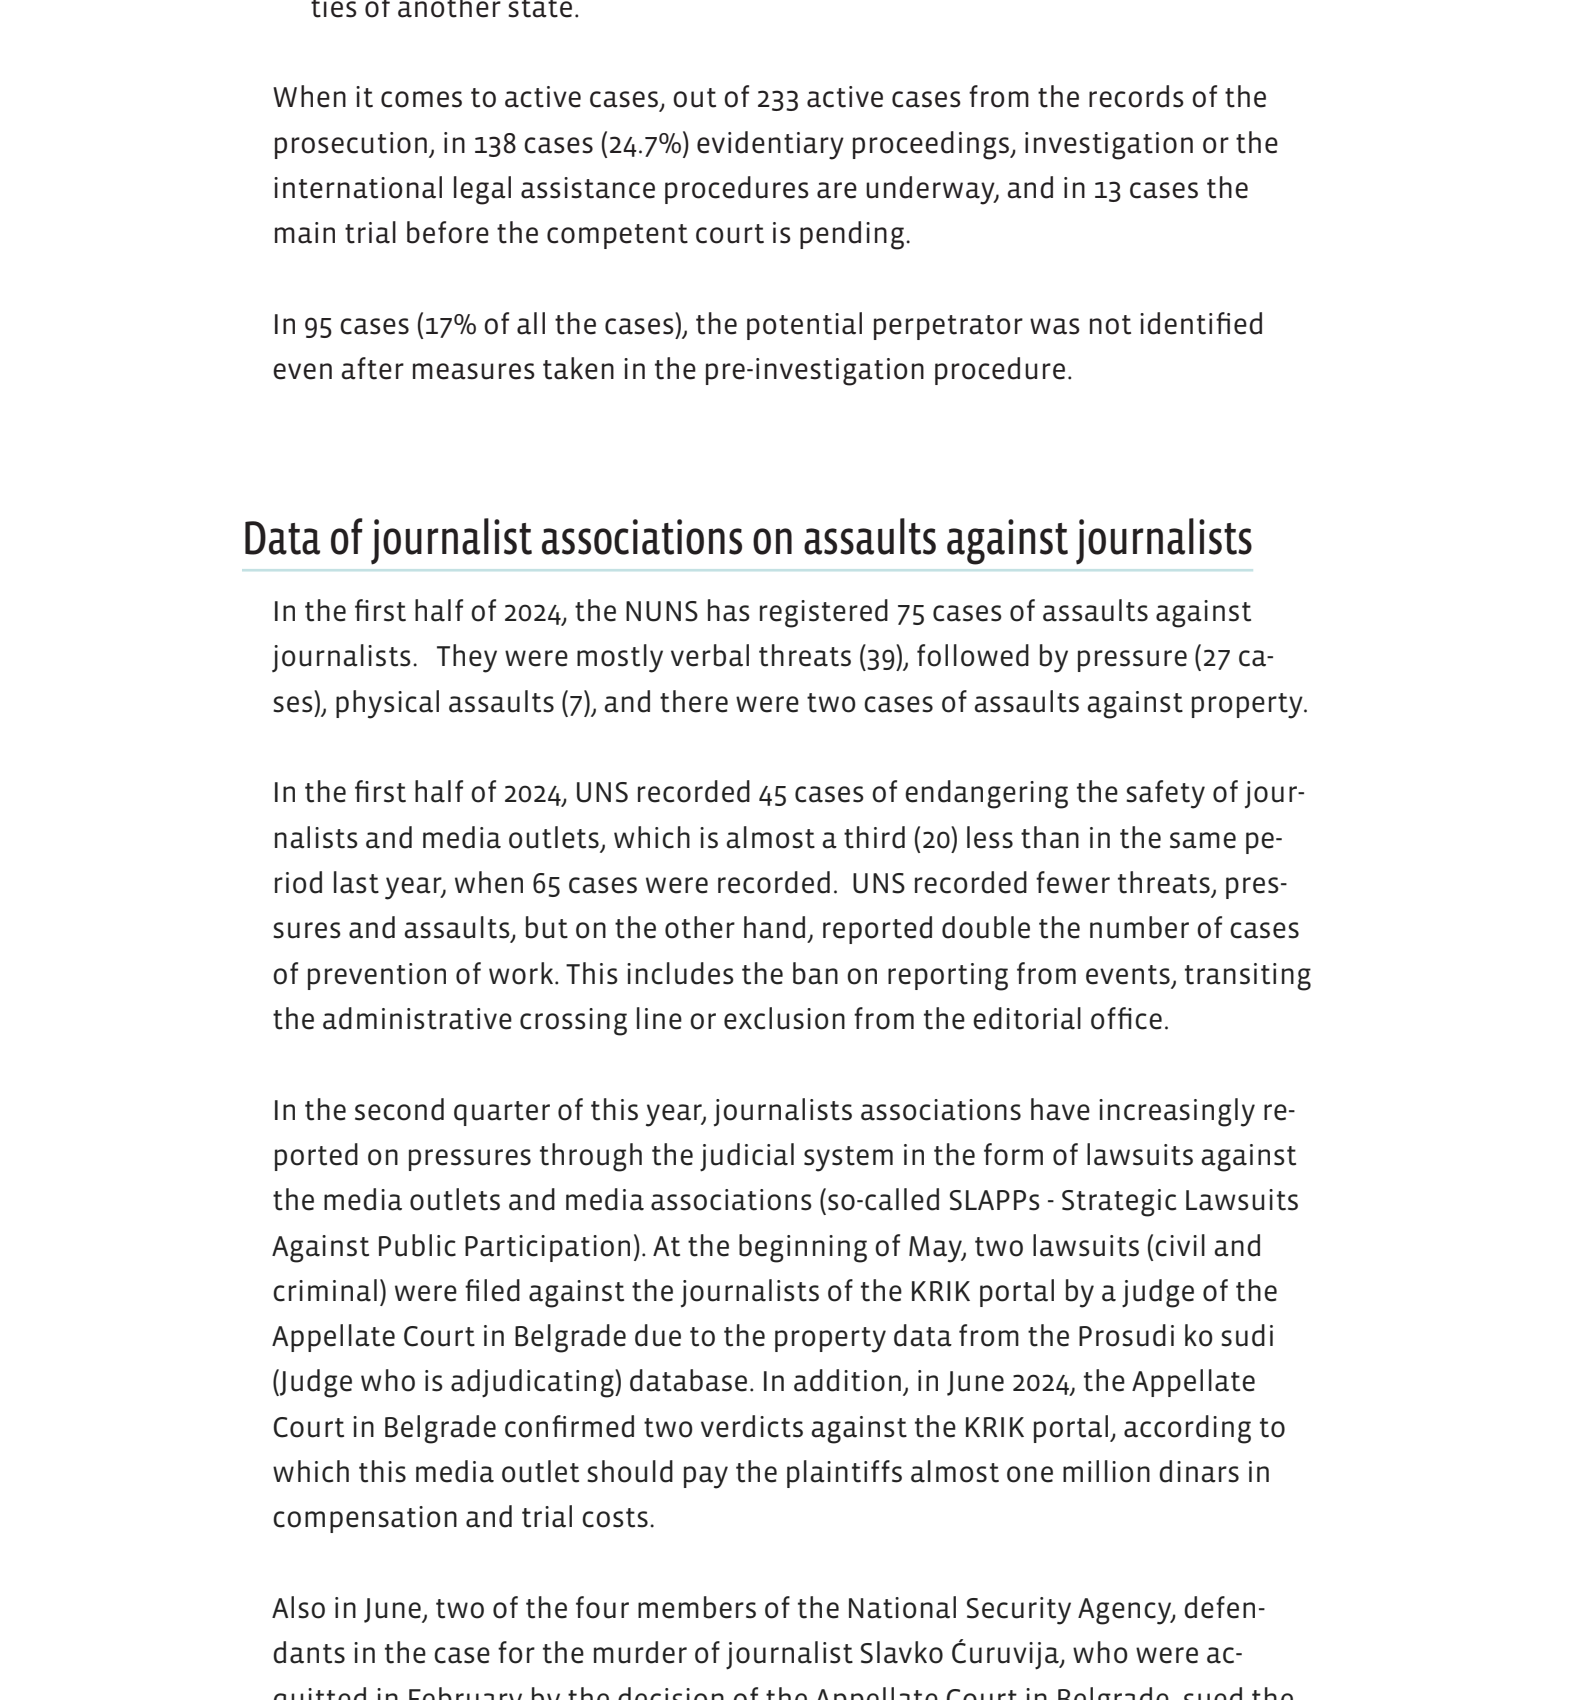 ties of another state.
When it comes to active cases, out of 233 active cases from the records of the
prosecution, in 138 cases (24.7%) evidentiary proceedings, investigation or the
international legal assistance procedures are underway, and in 13 cases the
main trial before the competent court is pending.
In 95 cases (17% of all the cases), the potential perpetrator was not identified
even after measures taken in the pre-investigation procedure.
Data of journalist associations on assaults against journalists
In the first half of 2024, the NUNS has registered 75 cases of assaults against
journalists.  They were mostly verbal threats (39), followed by pressure (27 ca-
ses), physical assaults (7), and there were two cases of assaults against property.
In the first half of 2024, UNS recorded 45 cases of endangering the safety of jour-
nalists and media outlets, which is almost a third (20) less than in the same pe-
riod last year, when 65 cases were recorded.  UNS recorded fewer threats, pres-
sures and assaults, but on the other hand, reported double the number of cases
of prevention of work. This includes the ban on reporting from events, transiting
the administrative crossing line or exclusion from the editorial office.
In the second quarter of this year, journalists associations have increasingly re-
ported on pressures through the judicial system in the form of lawsuits against
the media outlets and media associations (so-called SLAPPs - Strategic Lawsuits
Against Public Participation). At the beginning of May, two lawsuits (civil and
criminal) were filed against the journalists of the KRIK portal by a judge of the
Appellate Court in Belgrade due to the property data from the Prosudi ko sudi
(Judge who is adjudicating) database. In addition, in June 2024, the Appellate
Court in Belgrade confirmed two verdicts against the KRIK portal, according to
which this media outlet should pay the plaintiffs almost one million dinars in
compensation and trial costs.
Also in June, two of the four members of the National Security Agency, defen-
dants in the case for the murder of journalist Slavko Ćuruvija, who were ac-
quitted in February by the decision of the Appellate Court in Belgrade, sued the